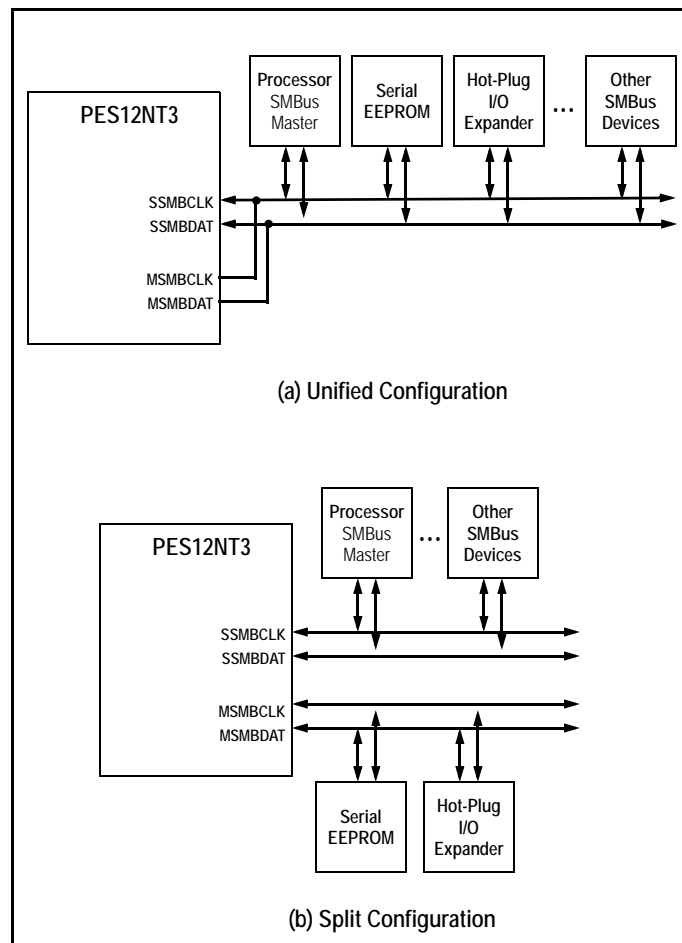 PES12NT3
Processor
SMBus
Master
Serial
EEPROM
Hot-Plug
I/O
Expander
...
Other
SMBus
Devices
SSMBCLK
SSMBDAT
MSMBCLK
MSMBDAT
(a) Unified Configuration
PES12NT3
Processor
SMBus
Master
...
Other
SMBus
Devices
SSMBCLK
SSMBDAT
MSMBCLK
MSMBDAT
Serial
EEPROM
Hot-Plug
I/O
Expander
(b) Split Configuration